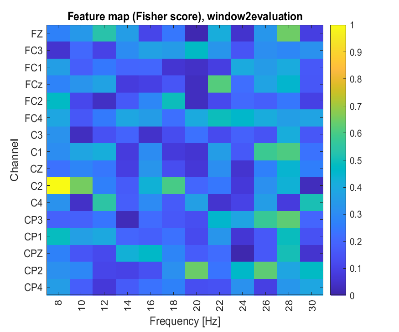 Feature map (Fisher score), window2evaluation
Channel
FZ
FC3
FC1
FCz
FC2
FC4
C3
C1
CZ
C2
C4
CP3
CP1
CPZ
CP2
CP4
8 10 12 14 16 18 20 22 24 26 28 30
Frequency [Hz]
1
0.9
0.8
0.7
0.6
0.5
0.4
0.3
0.2
0.1
0